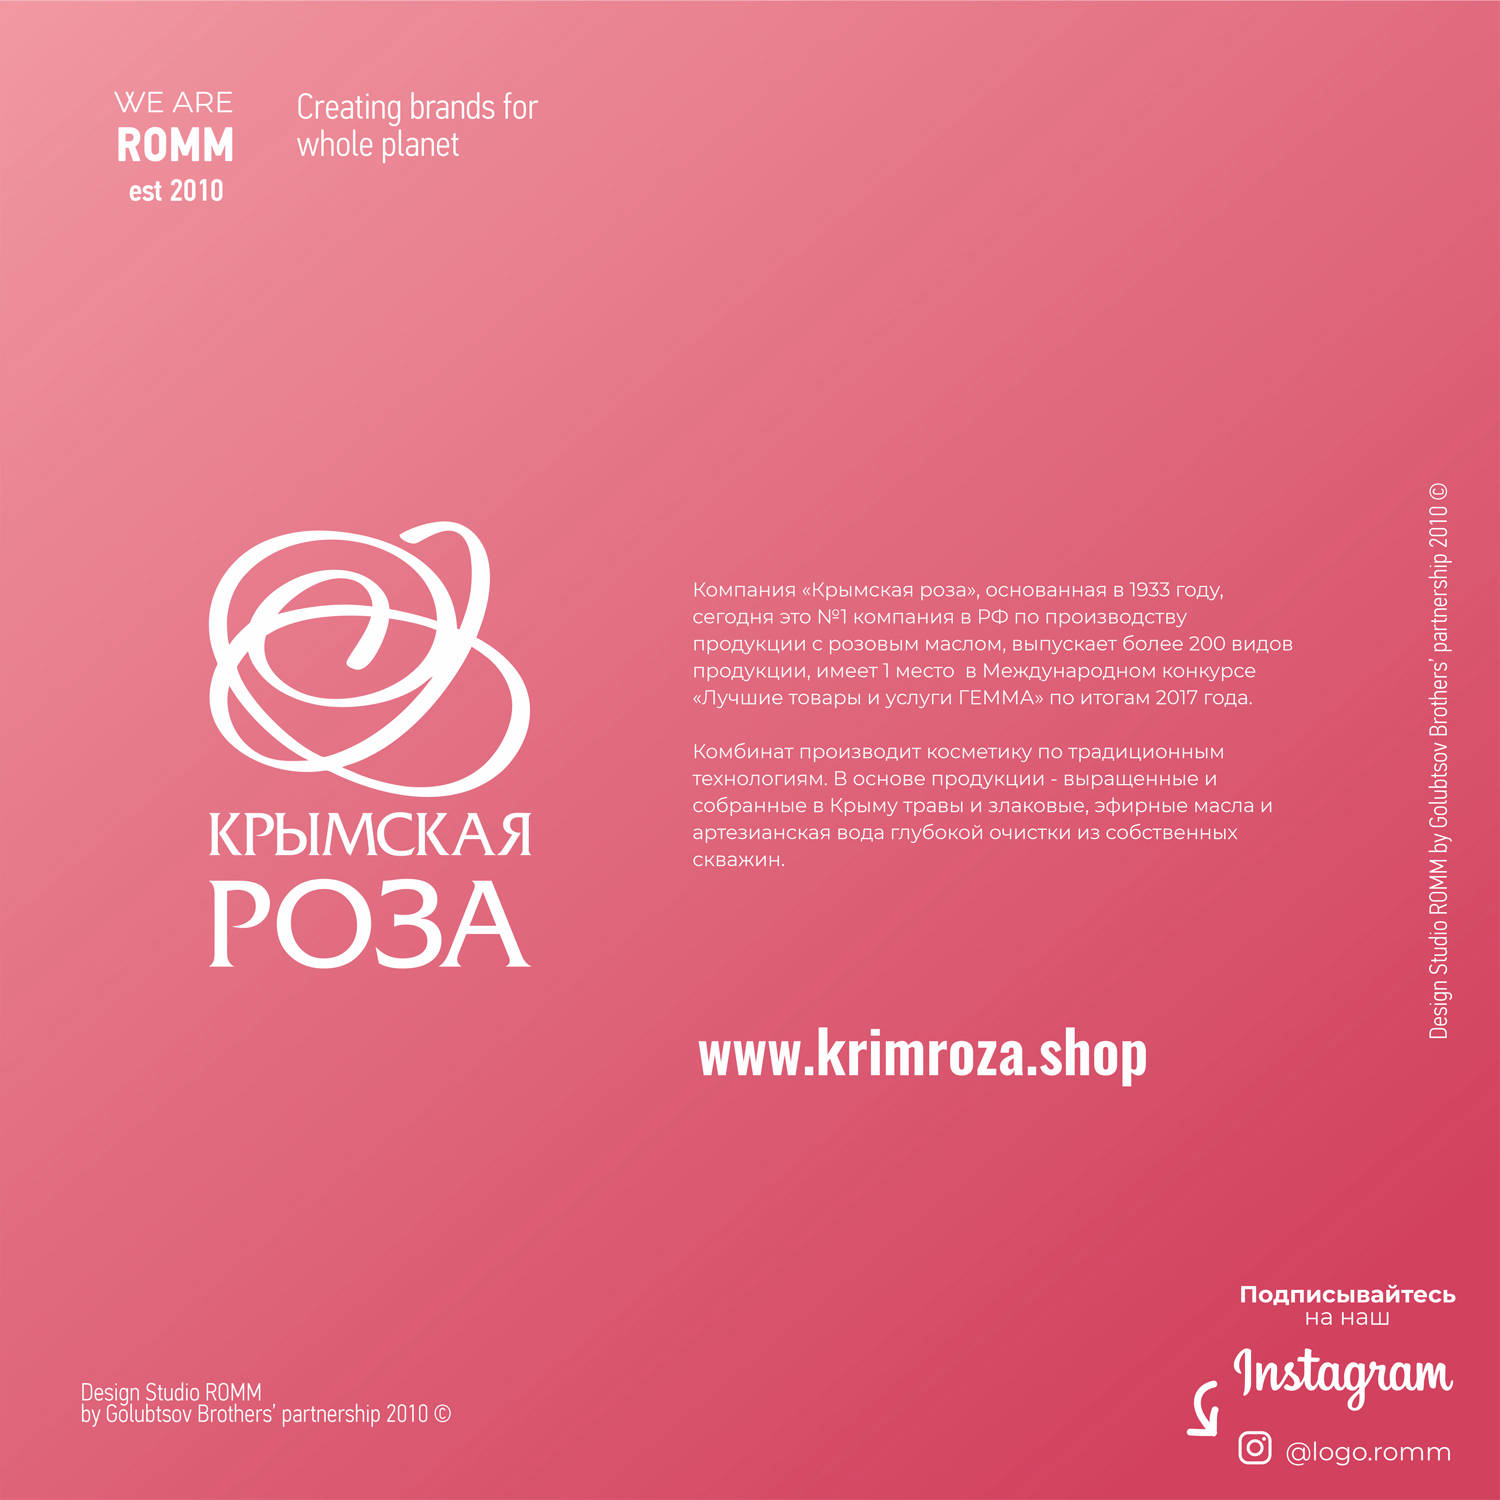 WE ARE
ROMM
est 2010
Creating brands for
whole planet
КРЫМСКАЯ
РОЗА
Компания «Крымская роза», основанная в 1933 году,
сегодня это №1 компания в РФ по производству
продукции с розовым маслом, выпускает более 200 видов
продукции, имеет 1 место  в Международном конкурсе
«Лучшие товары и услуги ГЕММА» по итогам 2017 года.
Комбинат производит косметику по традиционным
технологиям. В основе продукции - выращенные и
собранные в Крыму травы и злаковые, эфирные масла и
артезианская вода глубокой очистки из собственных
скважин.
www.krimroza.shop
Design Studio ROMM by Golubtsov Brothers’ partnership 2010 ©
Подписывайтесь
на наш
Instagram
@logo.romm
Design Studio ROMM
by Golubtsov Brothers’ partnership 2010 ©